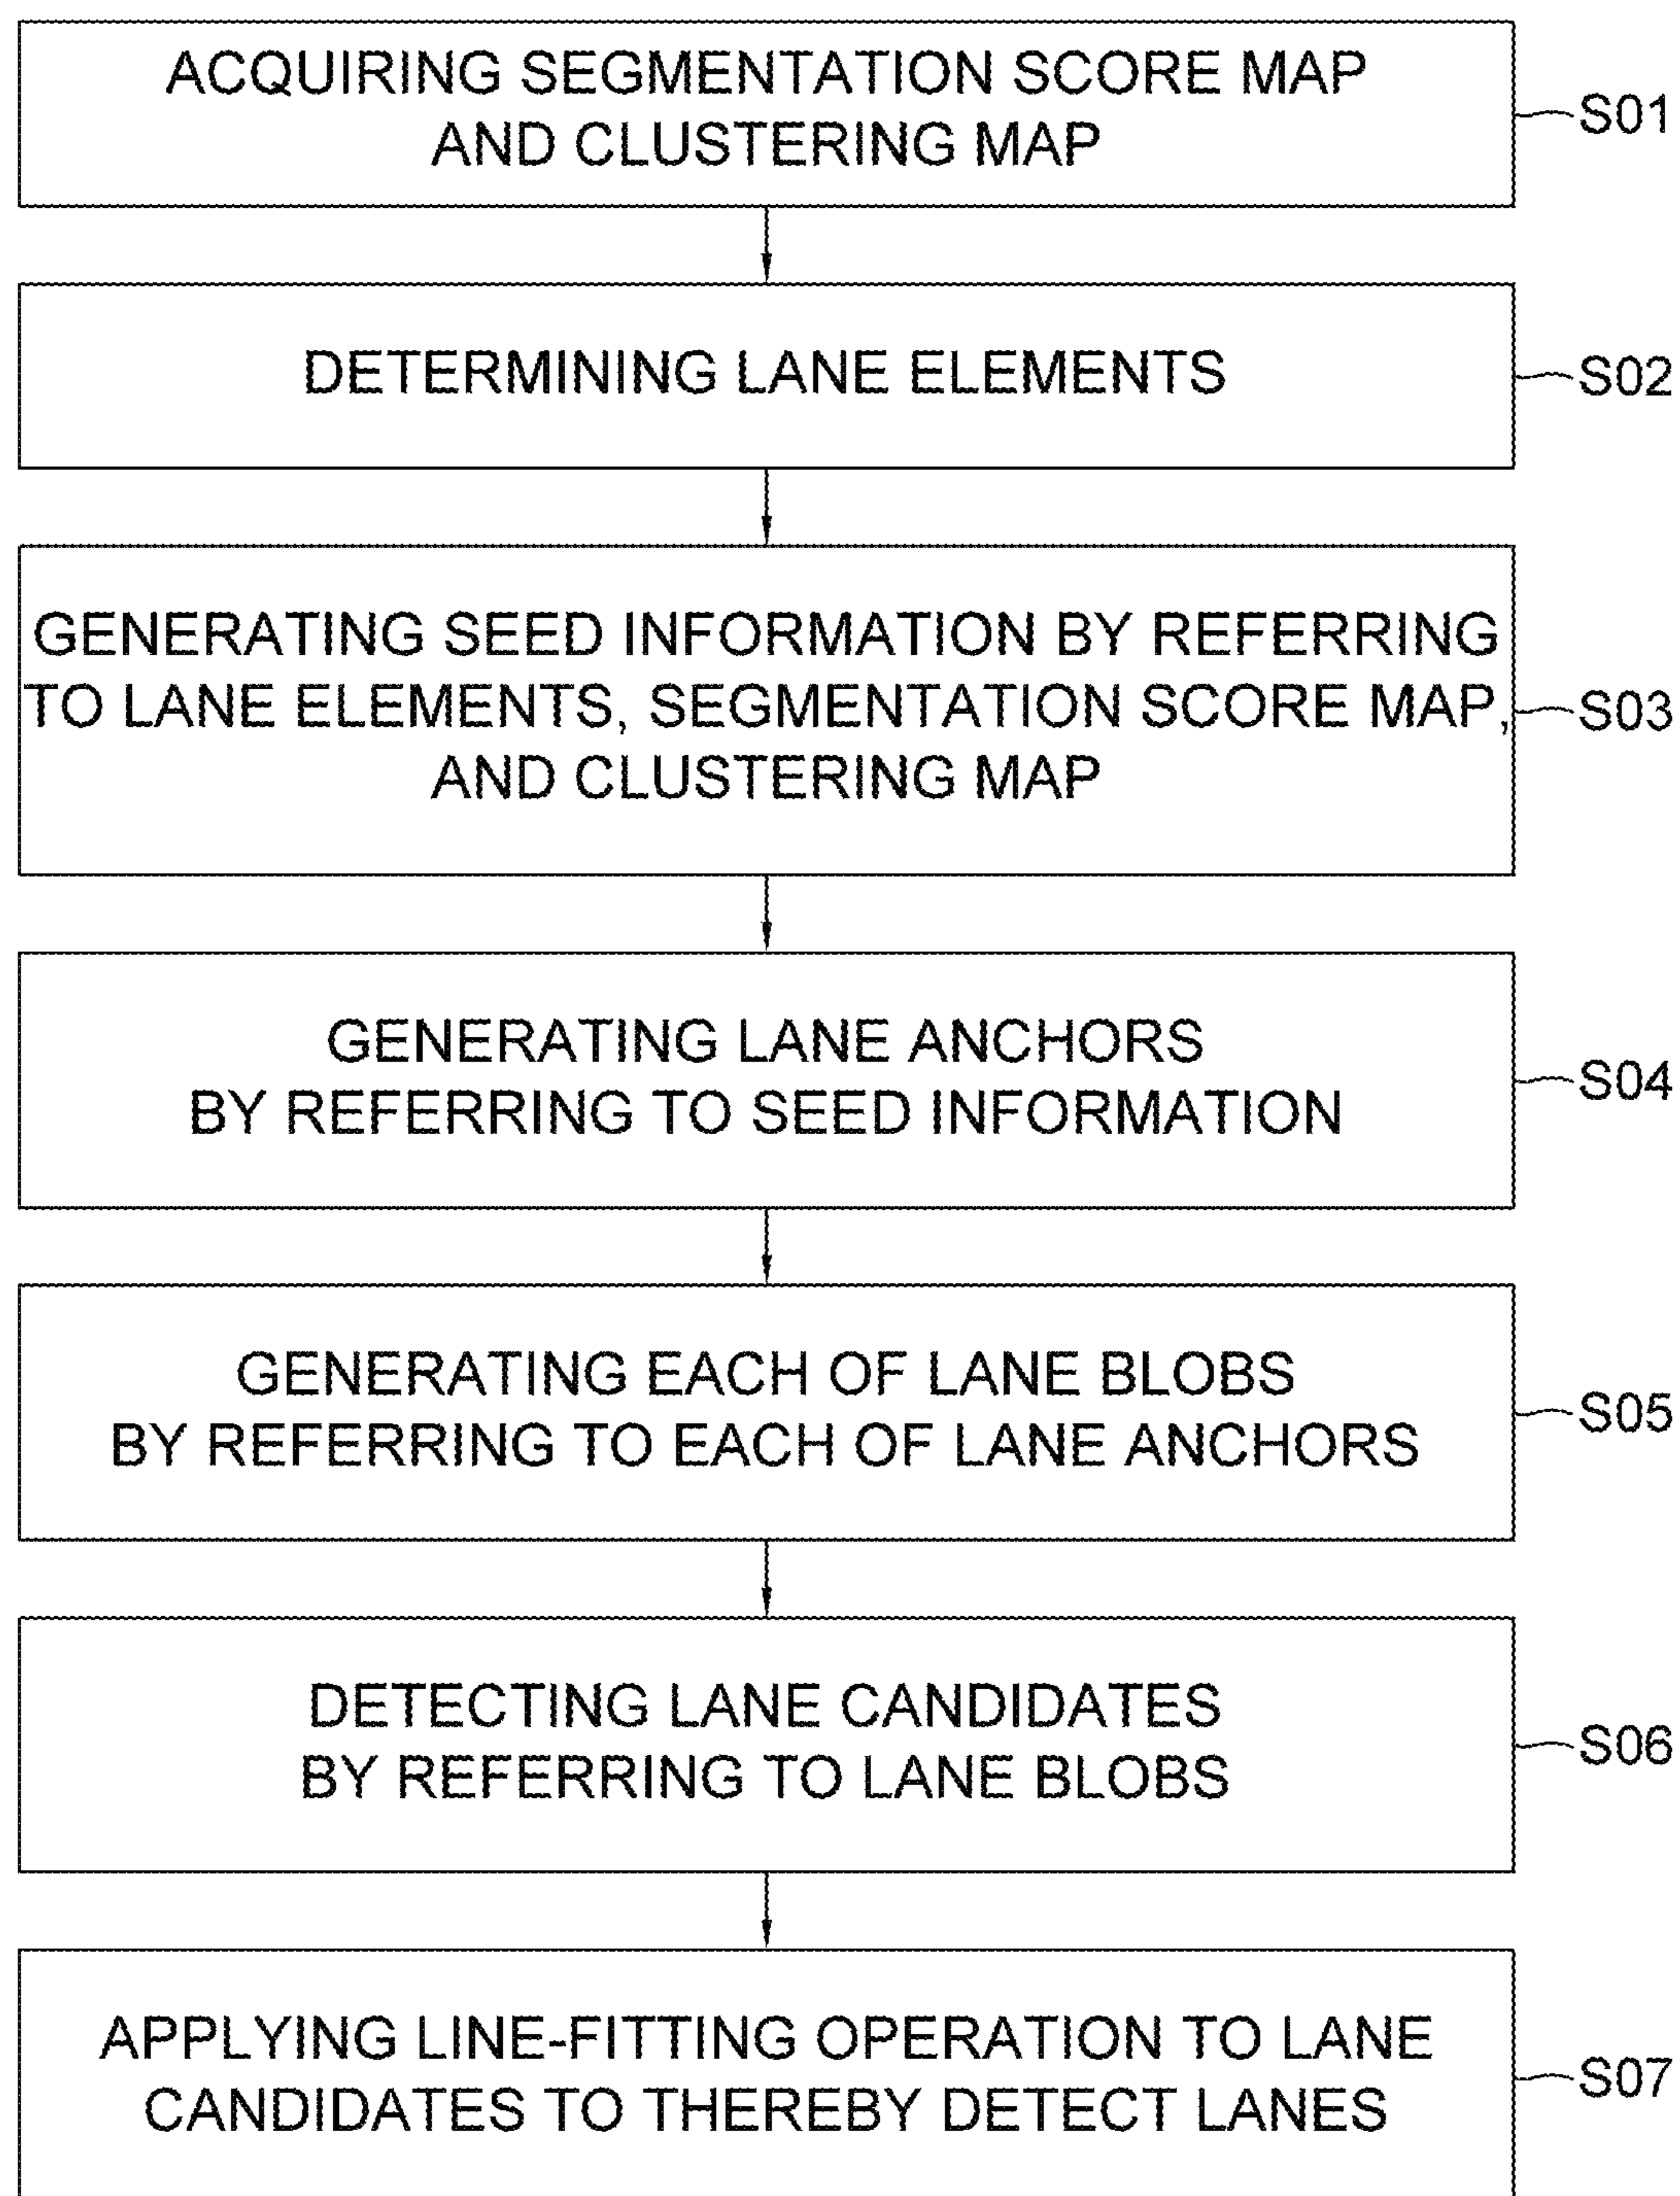 ACQUIRING SEGMENTATION SCORE MAP
AND CLUSTERING MAP
S01
DETERMINING LANE ELEMENTS
S02
GENERATING SEED INFORMATION BY REFERRING
TO LANE ELEMENTS, SEGMENTATION SCORE MAP,
AND CLUSTERING MAP
S03
GENERATING LANE ANCHORS
BY REFERRING TO SEED INFORMATION
S04
GENERATING EACH OF LANE BLOBS
BY REFERRING TO EACH OF LANE ANCHORS
S05
DETECTING LANE CANDIDATES
BY REFERRING TO LANE BLOBS
S06
APPLYING LINE-FITTING OPERATION TO LANE
CANDIDATES TO THEREBY DETECT LANES
S07